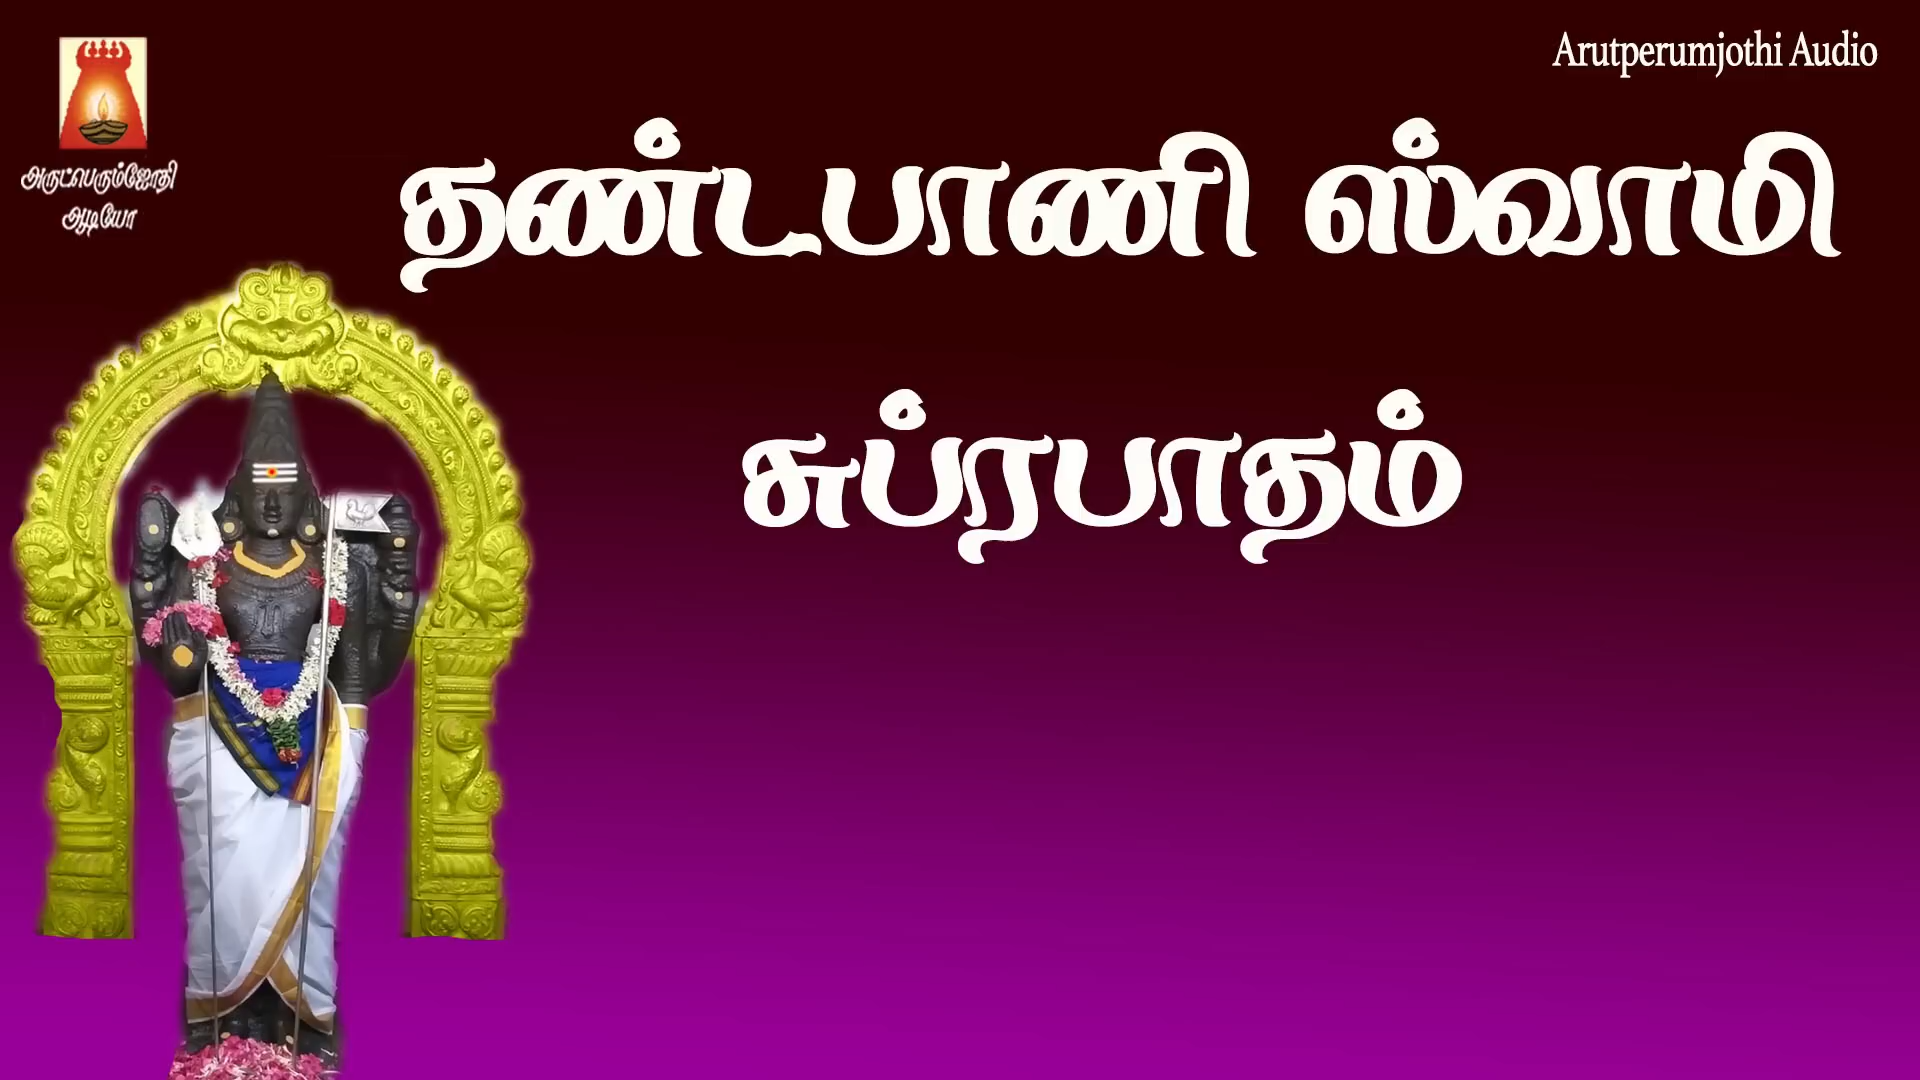 Arutperumjothi Audio
அருட்பெரும்ஜோதி
ஆடியோ
தண்டபாணி ஸ்வாமி
சுப்ரபாதம்